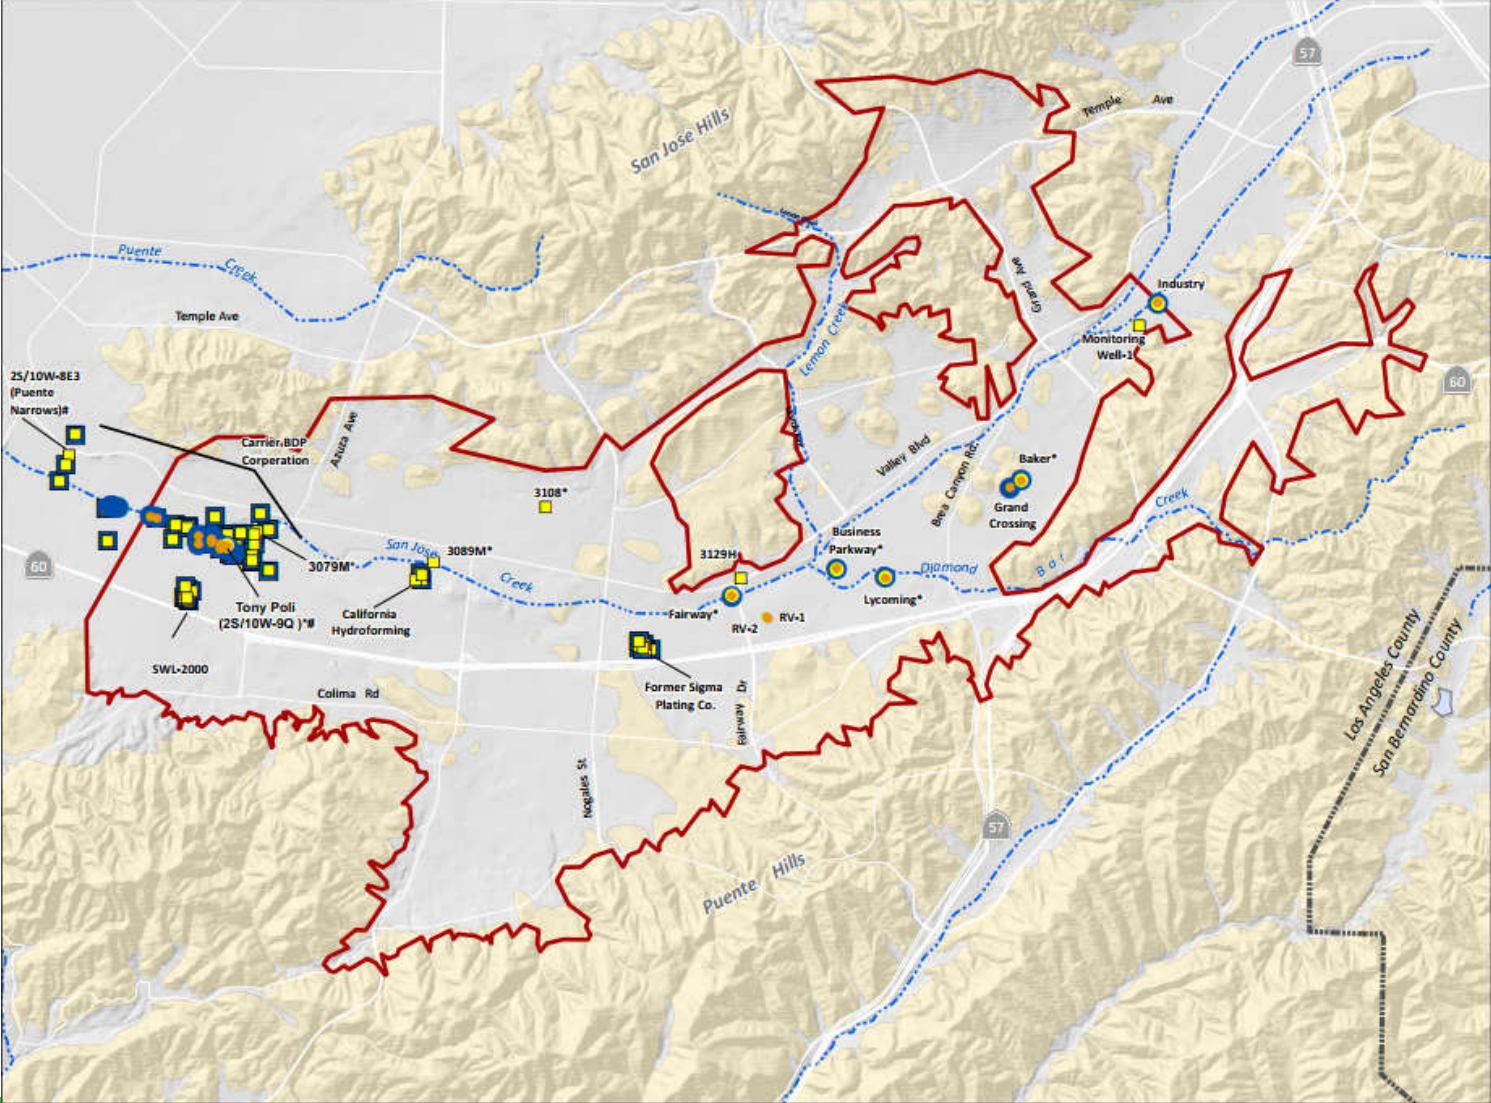 57
Temple Ave
San Jose Hills
Puente
Creek
Grand Ave
Industry
Temple Ave
Lemon Creek
Monitoring
Well-1
2S/10W-8E3
(Puente
Narrows)#
60
Azusa Ave
Carrier BDP
Corporation
Valley Blvd
Brea Canyon Rd.
Baker*
3108*
Grand
Crossing
Creek
Business
Parkway*
San Jose
3089M*
Creek
3129H
60
3079M*
Diamond
Bar
Lycoming*
Tony Poli
(2S/10W-9Q )*#
California
Hydroforming
Fairway*
RV-2
RV-1
SWL-2000
Colima Rd
Former Sigma
Plating Co.
Fairway Dr
Los Angeles County
San Bernardino County
Nogales St
57
Puente Hills